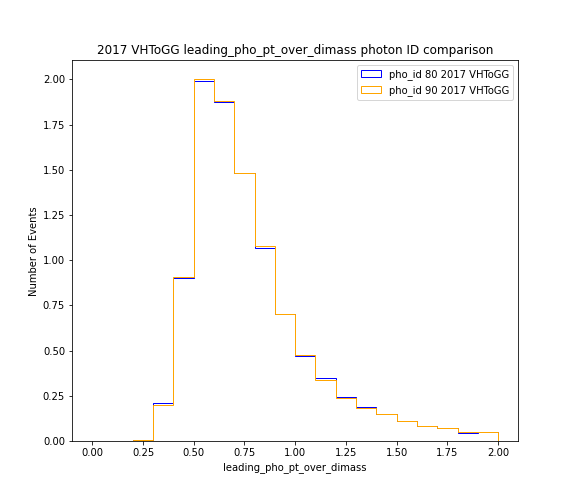 2017 VHToGG leading_pho_pt_over_dimass photon ID comparison
pho_id 80 2017 VHToGG
pho_id 90 2017 VHToGG
2.00
1.75
1.50
1.25
1.00
0.75
0.50
0.25
0.00
Number of Events
0.00 0.25 0.50 0.75 1.00 1.25 1.50 1.75 2.00
leading_pho_pt_over_dimass